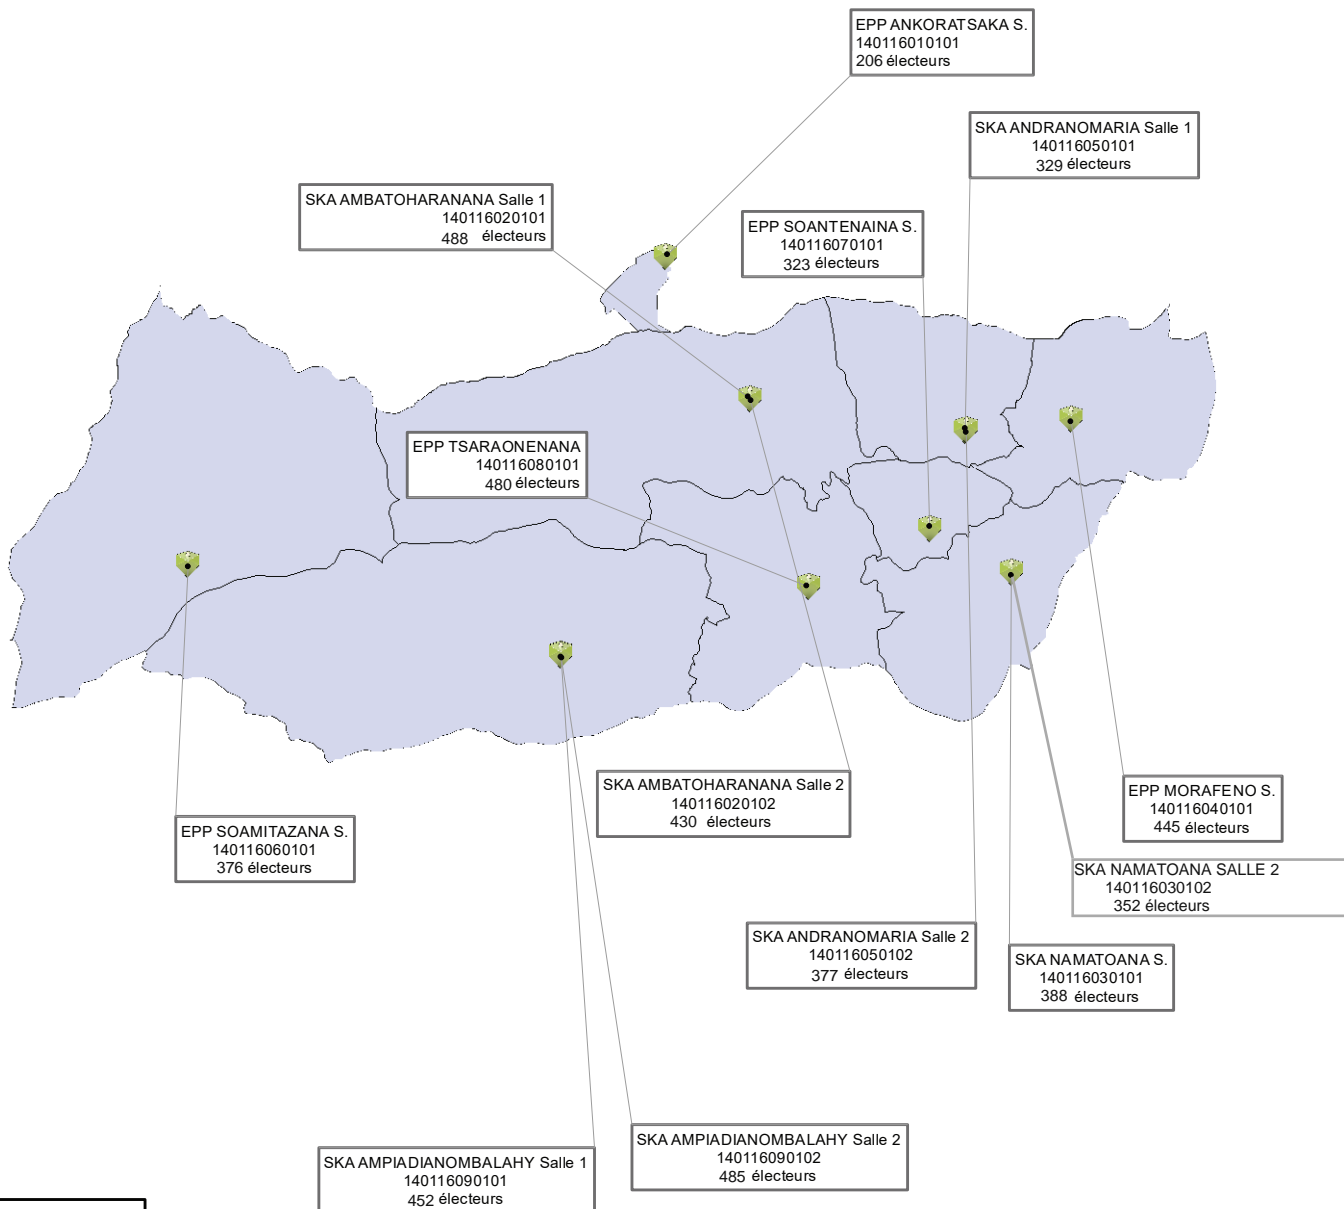 EPP ANKORATSAKA S.
140116010101
206 électeurs
SKA ANDRANOMARIA Salle 1
140116050101
329 électeurs
SKA AMBATOHARANANA Salle 1
140116020101
488 électeurs
EPP SOANTENAINA S.
140116070101
323 électeurs
EPP TSARAONENANA
140116080101
480 électeurs
SKA AMBATOHARANANA Salle 2
140116020102
430 électeurs
EPP MORAFENO S.
140116040101
445 électeurs
EPP SOAMITAZANA S.
140116060101
376 électeurs
SKA NAMATOANA SALLE 2
140116030102
352 électeurs
SKA ANDRANOMARIA Salle 2
140116050102
377 électeurs
SKA NAMATOANA S.
140116030101
388 électeurs
SKA AMPIADIANOMBALAHY Salle 2
140116090102
485 électeurs
SKA AMPIADIANOMBALAHY Salle 1
140116090101
452 électeurs